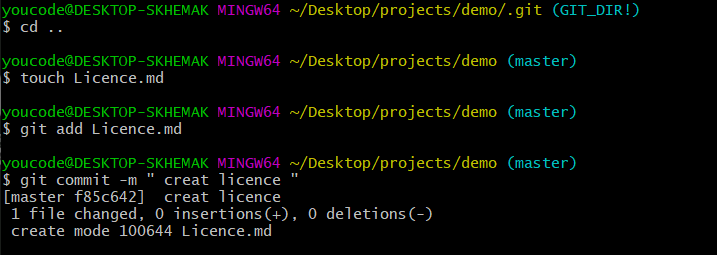 youcode@DESKTOP-SKHEMAK MINGW64 ~/Desktop/projects/demo/.git (GIT_DIR!)
$ cd ..
youcode@DESKTOP-SKHEMAK MINGW64 ~/Desktop/projects/demo (master)
$ touch Licence.md
youcode@DESKTOP-SKHEMAK MINGW64 ~/Desktop/projects/demo (master)
$ git add Licence.md
youcode@DESKTOP-SKHEMAK MINGW64 ~/Desktop/projects/demo (master)
$ git commit -m " creat licence "
[master f85c642]  creat licence
 1 file changed, 0 insertions(+), 0 deletions(-)
 create mode 100644 Licence.md